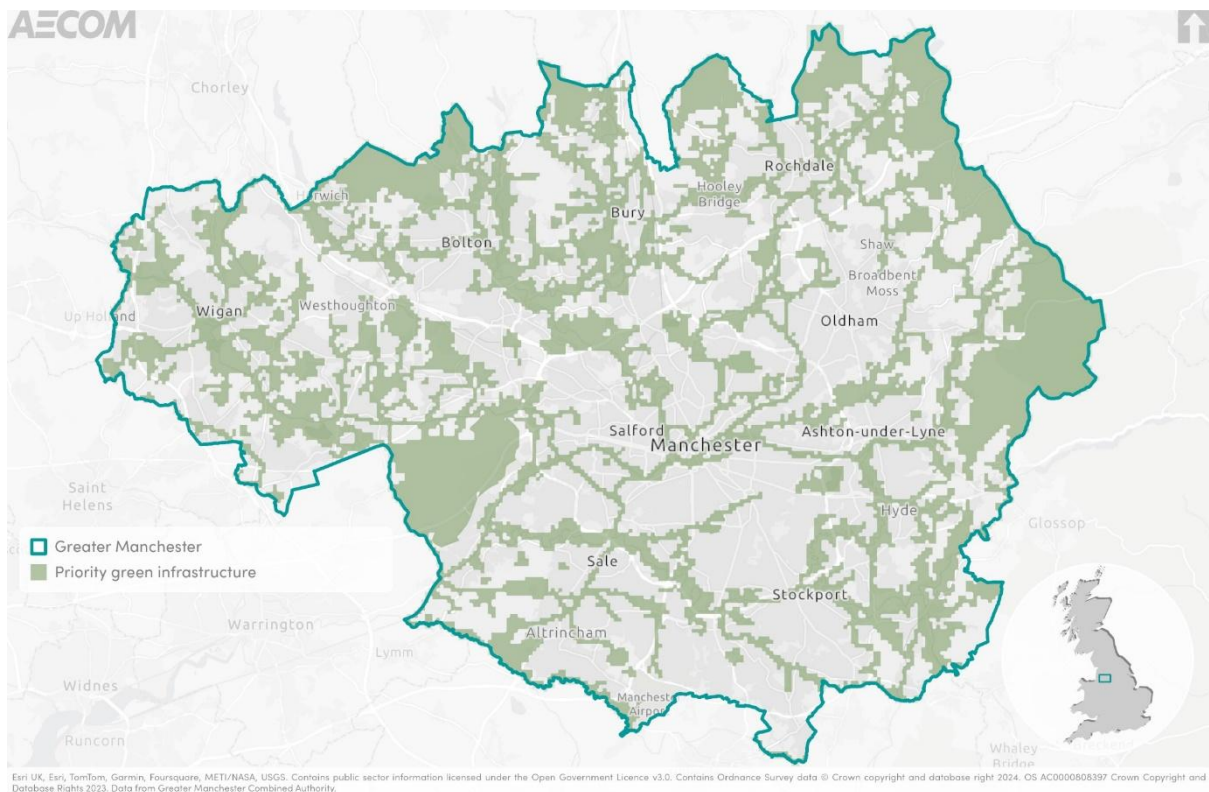 AECOM
Chorley
Horwich
Rochdale
Hooley
Bridge
Bury
Bolton
Shaw
Broadbent
Moss
Westhoughton
Wigan
Up Holland
Oldham
Salford
Manchester
Ashton-under-Lyne
Saint
Helens
Hyde
Glossop
Greater Manchester
Priority green infrastructure
Sale
Stockport
Altrincham
Warrington
Lymm
Widnes
Runcorn
Manchester
Airport
Whaley
Bridge
Esri UK, Esri, TomTom, Garmin, Foursquare, METI/NASA, USGS. Contains public sector information licensed under the Open Government Licence v3.0. Contains Ordnance Survey data © Crown copyright and database right 2024. OS AC0000808397 Crown Copyright and
Database Rights 2023. Data from Greater Manchester Combined Authority.